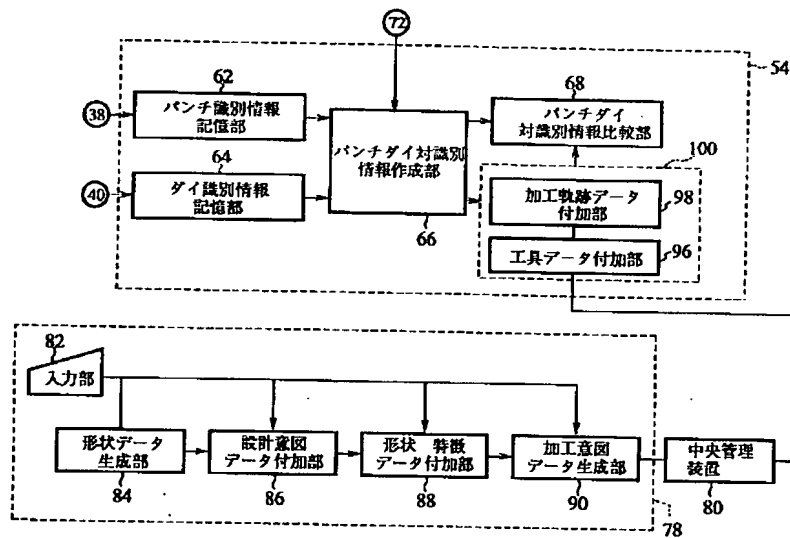 72
54
62
68
38
パンチ識別情報
記憶部
パンチダイ
対識別情報比較部
パンチダイ対識別
情報作成部
64
100
40
ダイ識別情報
記憶部
加工軌跡データ
付加部
98
66
工具データ付加部
96
82
入力部
形状データ
生成部
設計意図
データ付加部
形状 特徴
データ付加部
加工意図
データ生成部
中央管理
装置
84
86
88
90
80
78